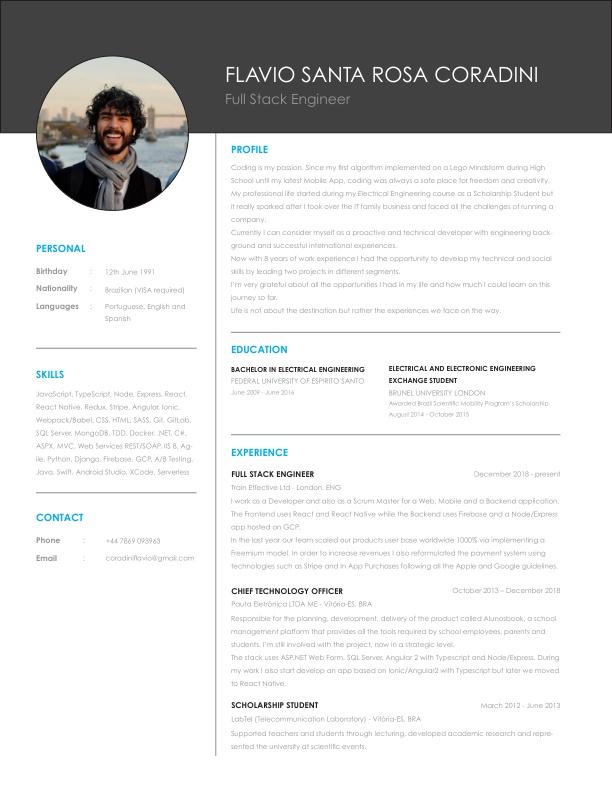 FLAVIO SANTA ROSA CORADINI
Full Stack Engineer
PERSONAL
Birthday : 12th June 1991
Nationality : Brazilian (VISA required)
Languages : Portuguese, English and
Spanish
SKILLS
JavaScript, TypeScript, Node, Express, React,
React Native, Redux, Stripe, Angular, Ionic,
Webpack/Babel, CSS, HTML, SASS, Git, GitLab,
SQL Server, MongoDB, TDD, Docker, .NET, C#,
ASPX, MVC, Web Services REST/SOAP, IIS 8, Ag-
ile, Python, Django, Firebase, GCP, A/B Testing,
Java, Swift, Android Studio, XCode, Serverless
CONTACT
Phone : +44 7869 093963
Email : coradiniflavio@gmail.com
PROFILE
Coding is my passion. Since my first algorithm implemented on a Lego Mindstorm during High
School until my latest Mobile App, coding was always a safe place for freedom and creativity.
My professional life started during my Electrical Engineering course as a Scholarship Student but
it really sparked after I took over the IT family business and faced all the challenges of running a
company.
Currently I can consider myself as a proactive and technical developer with engineering back-
ground and successful international experiences.
Now with 8 years of work experience I had the opportunity to develop my technical and social
skills by leading two projects in different segments.
I'm very grateful about all the opportunities I had in my life and how much I could learn on this
journey so far.
Life is not about the destination but rather the experiences we face on the way.
EDUCATION
BACHELOR IN ELECTRICAL ENGINEERING
FEDERAL UNIVERSITY OF ESPIRITO SANTO
June 2009 - June 2016
ELECTRICAL AND ELECTRONIC ENGINEERING
EXCHANGE STUDENT
BRUNEL UNIVERSITY LONDON
Awarded Brazil Scientific Mobility Program's Scholarship
August 2014 - October 2015
EXPERIENCE
FULL STACK ENGINEER December 2018 - present
Train Effective Ltd - London, ENG
I work as a Developer and also as a Scrum Master for a Web, Mobile and a Backend application.
The Frontend uses React and React Native while the Backend uses Firebase and a Node/Express
app hosted on GCP.
In the last year our team scaled our products user base worldwide 1000% via implementing a
Freemium model. In order to increase revenues I also reformulated the payment system using
technologies such as Stripe and In App Purchases following all the Apple and Google guidelines.
CHIEF TECHNOLOGY OFFICER October 2013 – December 2018
Pauta Eletrônica LTDA ME - Vitória-ES, BRA
Responsible for the planning, development, delivery of the product called Alunosbook, a school
management platform that provides all the tools required by school employees, parents and
students. I'm still involved with the project, now in a strategic level.
The stack uses ASP.NET Web Form, SQL Server, Angular 2 with Typescript and Node/Express. During
my work I also start develop an app based on Ionic/Angular2 with Typescript but later we moved
to React Native.
SCHOLARSHIP STUDENT March 2012 - June 2013
LabTel (Telecommunication Laboratory) - Vitória-ES, BRA
Supported teachers and students through lecturing, developed academic research and repre-
sented the university at scientific events.